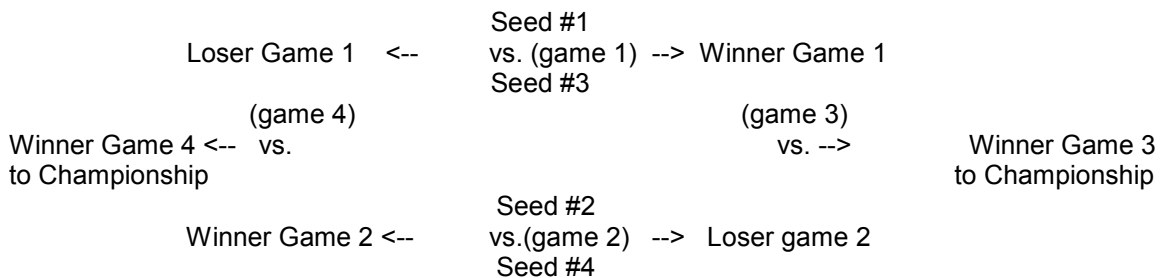 Seed #1
Loser Game 1 <-- vs. (game 1) --> Winner Game 1
Seed #3
(game 4) (game 3)
Winner Game 4 <-- vs. vs. --> Winner Game 3
to Championship to Championship
Seed #2
Winner Game 2 <-- vs.(game 2) --> Loser game 2
Seed #4